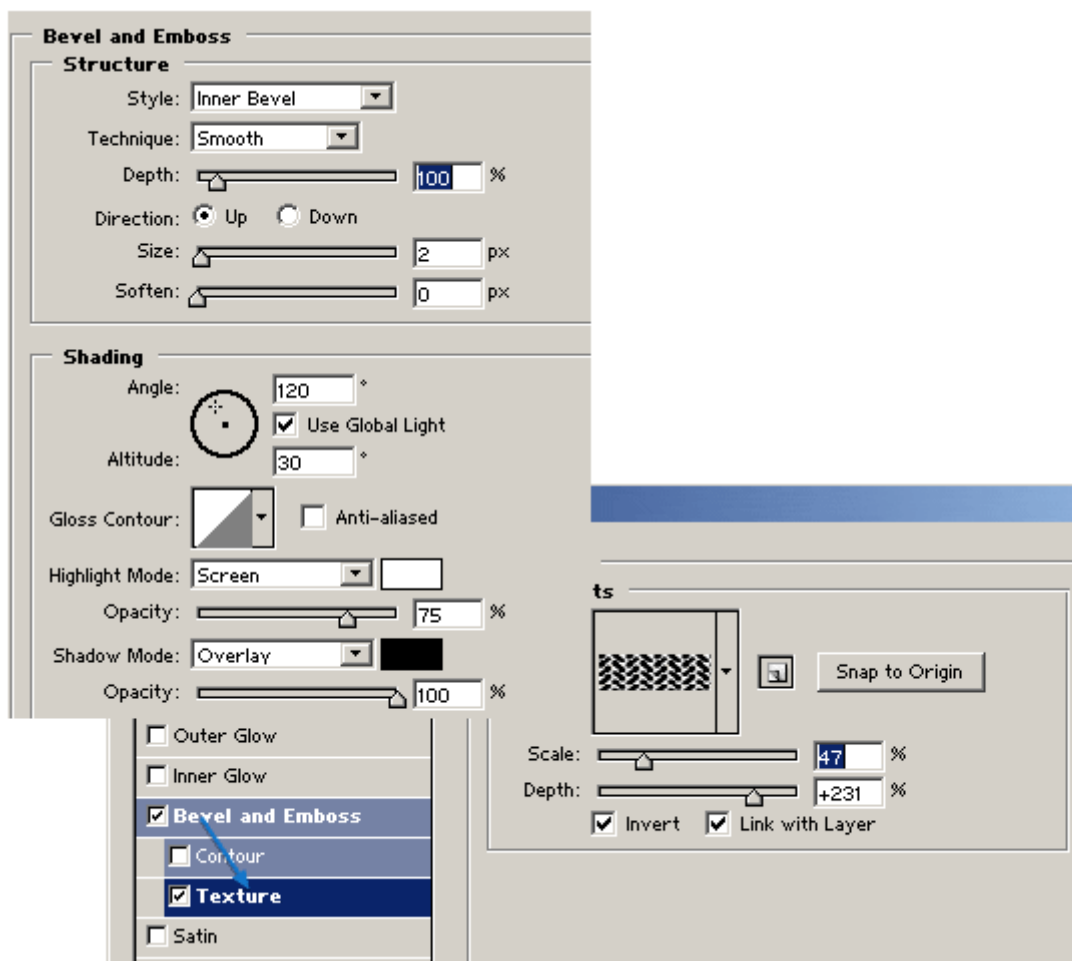 Bevel and Emboss
Structure
Style: Inner Bevel
Technique: Smooth
Depth: 100 %
Direction: Up Down
Size: 2 px
Soften: 0 px
Shading
Angle: 120 °
Use Global Light
Altitude: 30 °
Gloss Contour: Anti-aliased
Highlight Mode: Screen
Opacity: 75 %
Shadow Mode: Overlay
Opacity: 100 %
Outer Glow
Inner Glow
Bevel and Emboss
Contour
Texture
Satin
ts
Snap to Origin
Scale: 47 %
Depth: +231 %
Invert Link with Layer